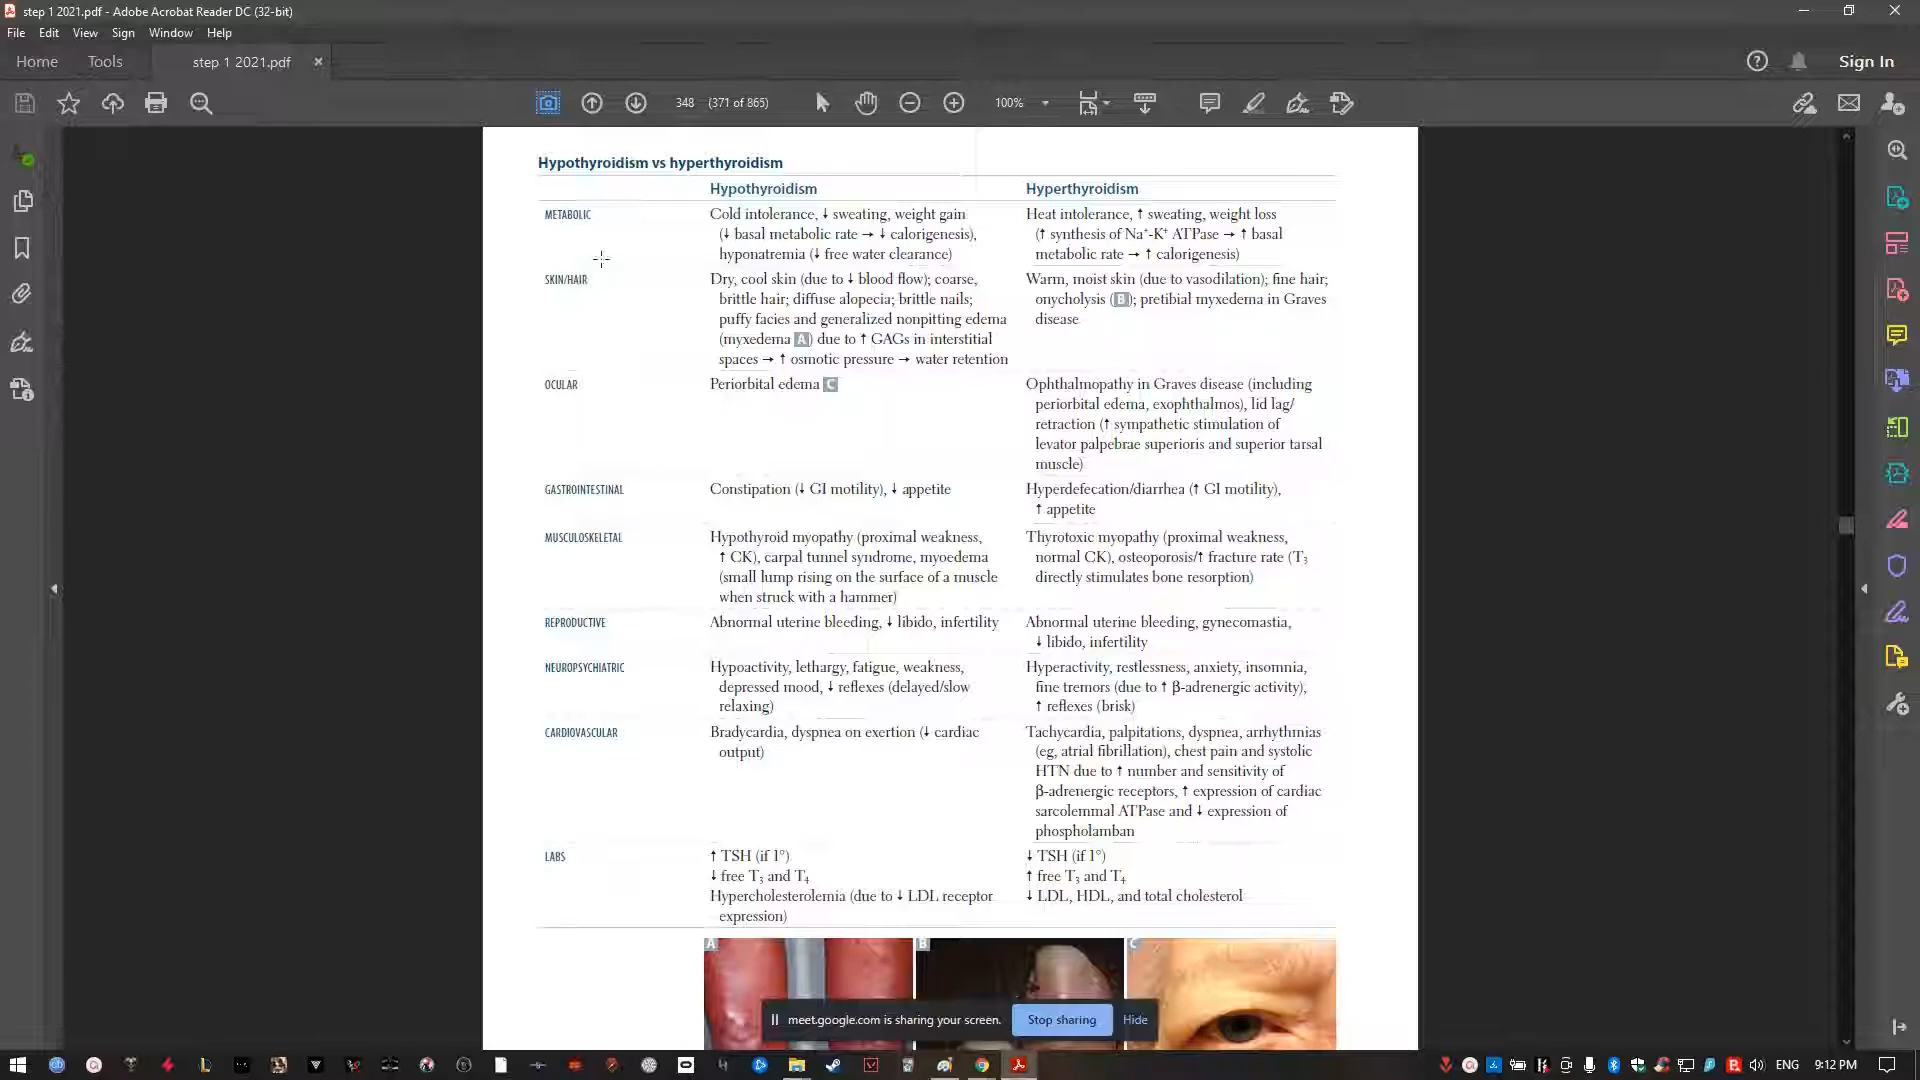 step 1 2021.pdf - Adobe Acrobat Reader DC (32-bit)
File Edit View Sign Window Help
Home Tools step 1 2021.pdf × Sign In
348 (371 of 865) 100%
Hypothyroidism vs hyperthyroidism
Hypothyroidism Hyperthyroidism
METABOLIC
Cold intolerance, ↓ sweating, weight gain
(↓ basal metabolic rate → ↓ calorigenesis),
hyponatremia (↓ free water clearance)
Heat intolerance, ↑ sweating, weight loss
(↑ synthesis of Na⁺-K⁺ ATPase → ↑ basal
metabolic rate → ↑ calorigenesis)
SKIN/HAIR
Dry, cool skin (due to ↓ blood flow); coarse,
brittle hair; diffuse alopecia; brittle nails;
puffy facies and generalized nonpitting edema
(myxedema A) due to ↑ GAGs in interstitial
spaces → ↑ osmotic pressure → water retention
Warm, moist skin (due to vasodilation); fine hair;
onycholysis (B); pretibial myxedema in Graves
disease
OCULAR
Periorbital edema C
Ophthalmopathy in Graves disease (including
periorbital edema, exophthalmos), lid lag/
retraction (↑ sympathetic stimulation of
levator palpebrae superioris and superior tarsal
muscle)
GASTROINTESTINAL
Constipation (↓ GI motility), ↓ appetite
Hyperdefecation/diarrhea (↑ GI motility),
↑ appetite
MUSCULOSKELETAL
Hypothyroid myopathy (proximal weakness,
↑ CK), carpal tunnel syndrome, myoedema
(small lump rising on the surface of a muscle
when struck with a hammer)
Thyrotoxic myopathy (proximal weakness,
normal CK), osteoporosis/↑ fracture rate (T₃
directly stimulates bone resorption)
REPRODUCTIVE
Abnormal uterine bleeding, ↓ libido, infertility
Abnormal uterine bleeding, gynecomastia,
↓ libido, infertility
NEUROPSYCHIATRIC
Hypoactivity, lethargy, fatigue, weakness,
depressed mood, ↓ reflexes (delayed/slow
relaxing)
Hyperactivity, restlessness, anxiety, insomnia,
fine tremors (due to ↑ β-adrenergic activity),
↑ reflexes (brisk)
CARDIOVASCULAR
Bradycardia, dyspnea on exertion (↓ cardiac
output)
Tachycardia, palpitations, dyspnea, arrhythmias
(eg, atrial fibrillation), chest pain and systolic
HTN due to ↑ number and sensitivity of
β-adrenergic receptors, ↑ expression of cardiac
sarcolemmal ATPase and ↓ expression of
phospholamban
LABS
↑ TSH (if 1°)
↓ free T₃ and T₄
Hypercholesterolemia (due to ↓ LDL receptor
expression)
↓ TSH (if 1°)
↑ free T₃ and T₄
↓ LDL, HDL, and total cholesterol
A B C
meet.google.com is sharing your screen. Stop sharing Hide
ENG 9:12 PM